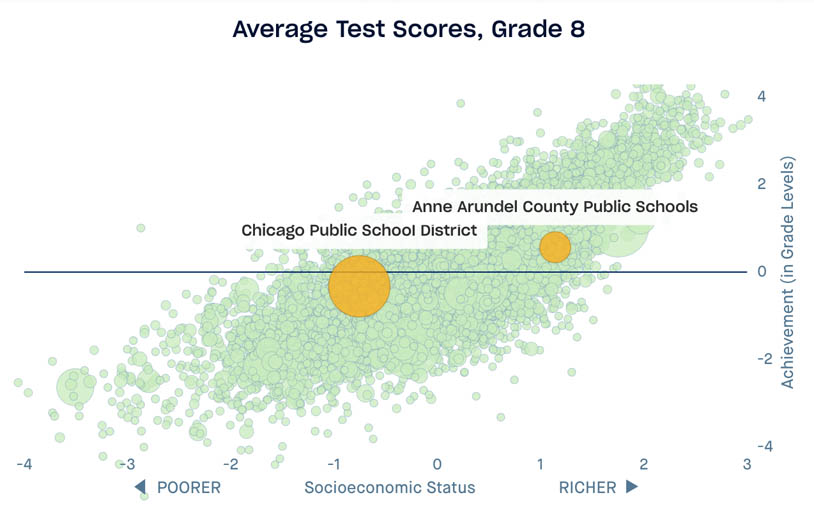 Average Test Scores, Grade 8
4
2
Anne Arundel County Public Schools
Chicago Public School District
0
-2
-4
Achievement (in Grade Levels)
-4 -3 -2 -1 0 1 2 3
◀ POORER Socioeconomic Status RICHER ▶